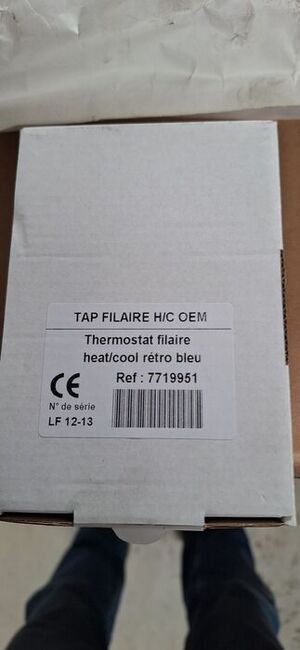 TAP FILAIRE H/C OEM
Thermostat filaire
heat/cool rétro bleu
CE
Ref : 7719951
N° de série
LF 12-13